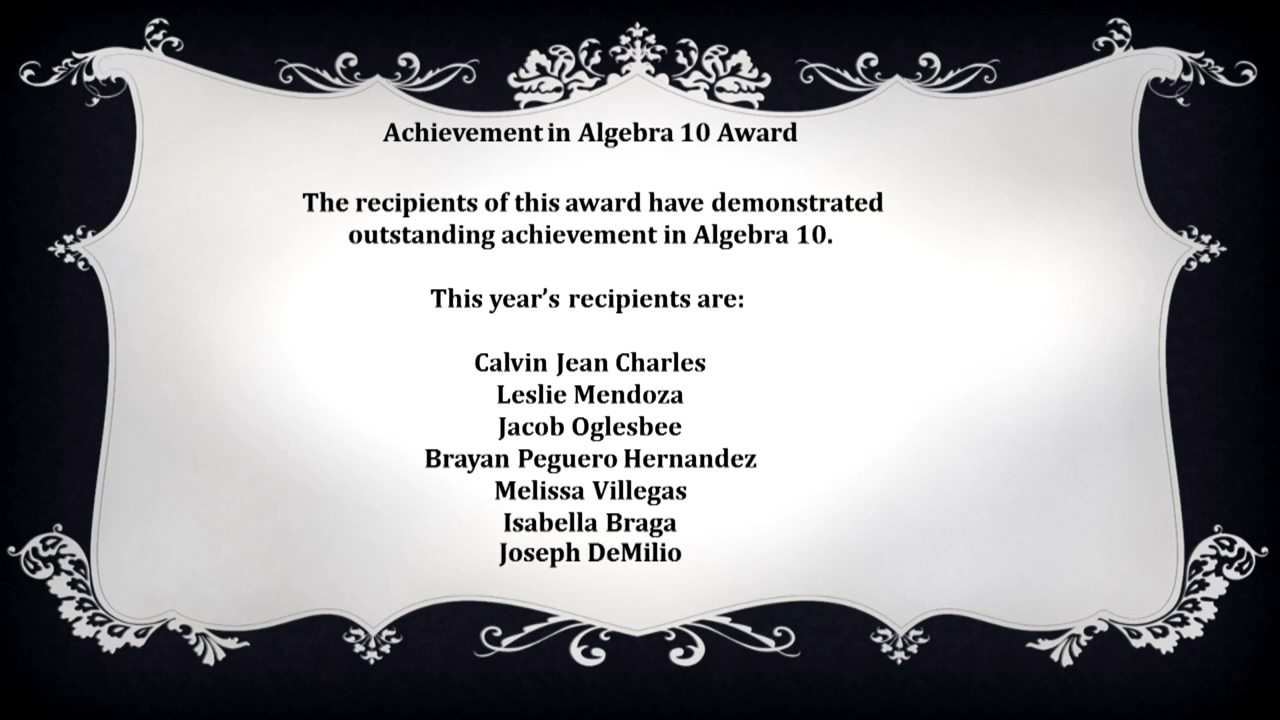 Achievement in Algebra 10 Award
The recipients of this award have demonstrated
outstanding achievement in Algebra 10.
This year’s recipients are:
Calvin Jean Charles
Leslie Mendoza
Jacob Oglesbee
Brayan Peguero Hernandez
Melissa Villegas
Isabella Braga
Joseph DeMilio